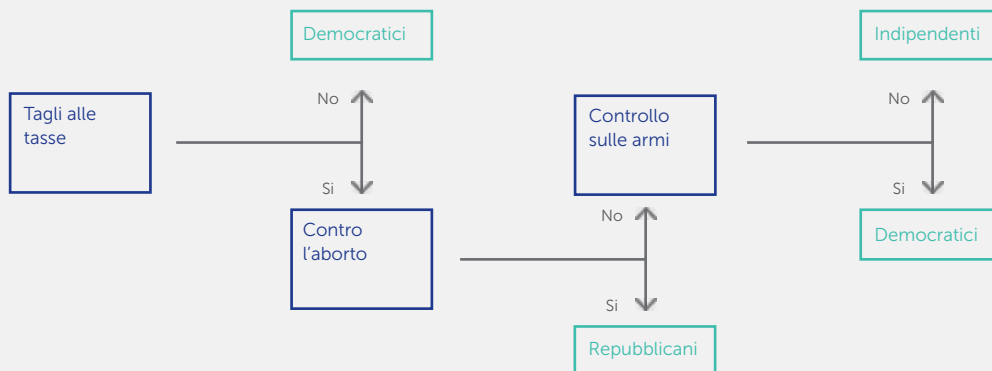 Democratici
Indipendenti
No
No
Tagli alle
tasse
Controllo
sulle armi
Si
Si
Contro
l'aborto
No
Democratici
Si
Repubblicani